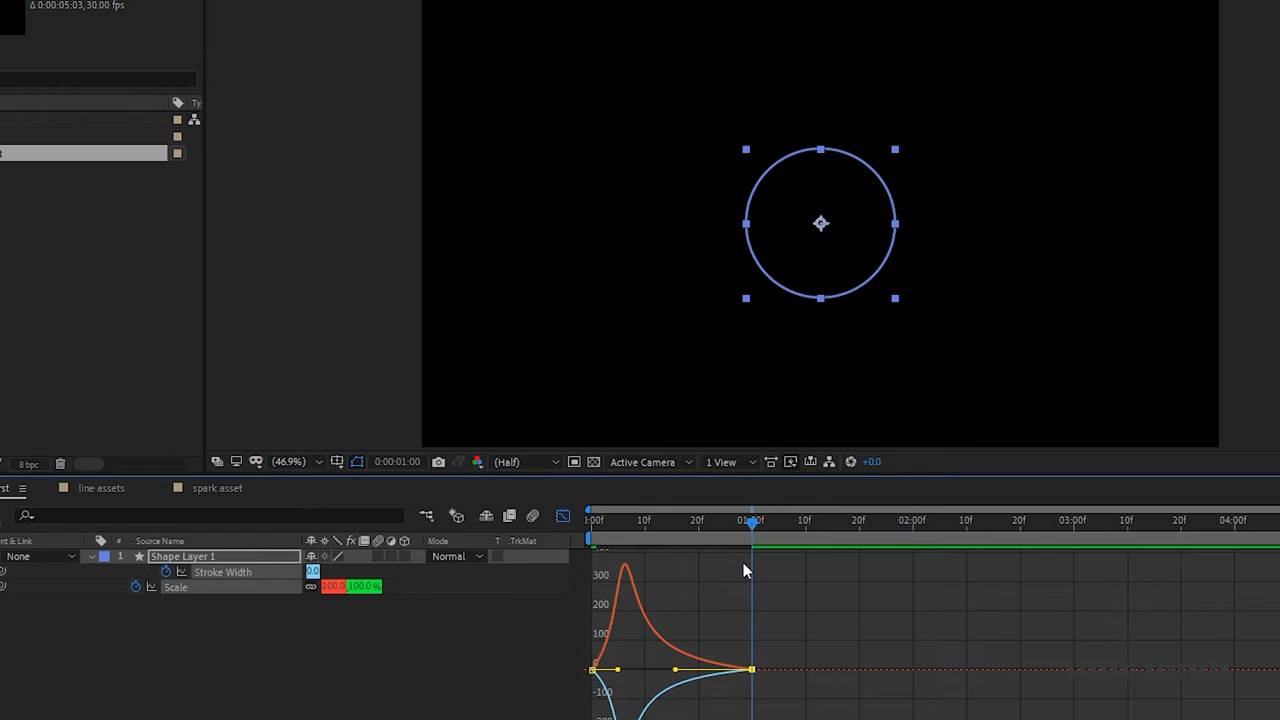 Δ 0:00:05:03, 30.00 fps
Ty
8 bpc
(46.9%) 0:00:01:00 (Half) Active Camera 1 View +0.0
line assets spark asset
# Source Name Mode T .TrkMat
None 1 Shape Layer 1 Normal
Stroke Width 0.0
Scale 100.0, 100.0 %
:00f 10f 20f 01:00f 10f 20f 02:00f 10f 20f 03:00f 10f 20f 04:00f
300
200
100
0
-100